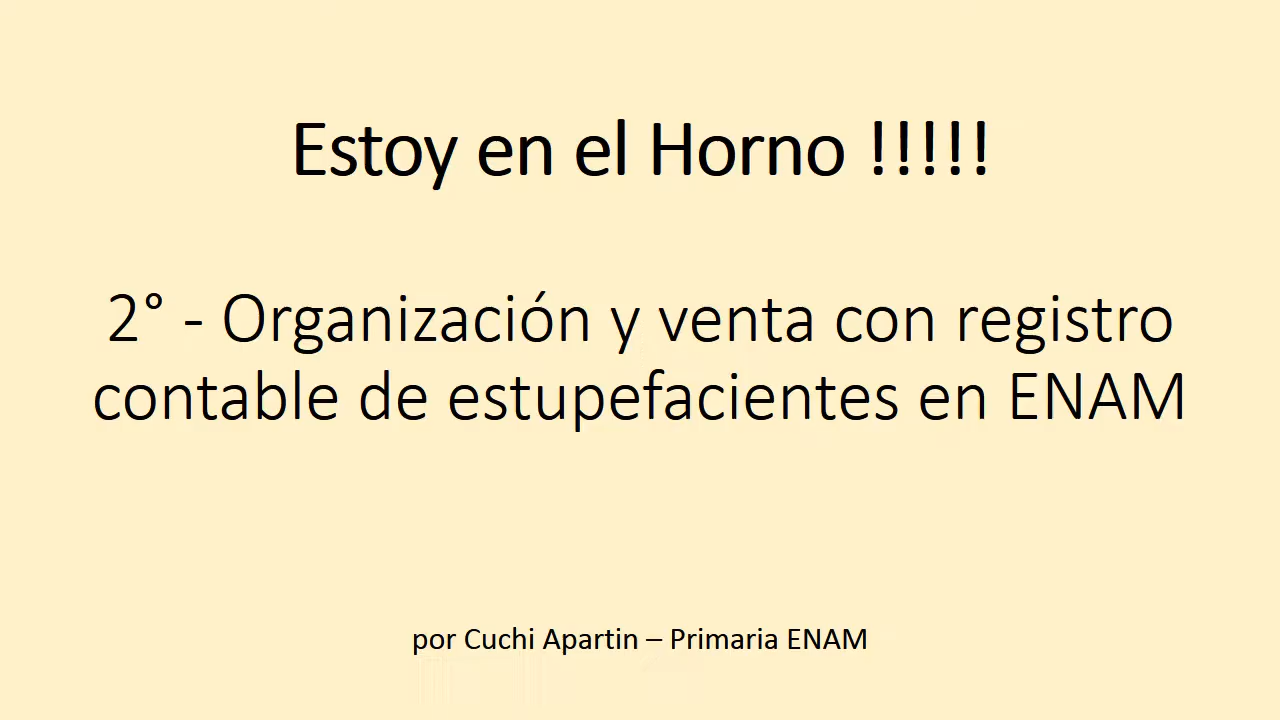 Estoy en el Horno !!!!!
2° - Organización y venta con registro
contable de estupefacientes en ENAM
por Cuchi Apartin – Primaria ENAM